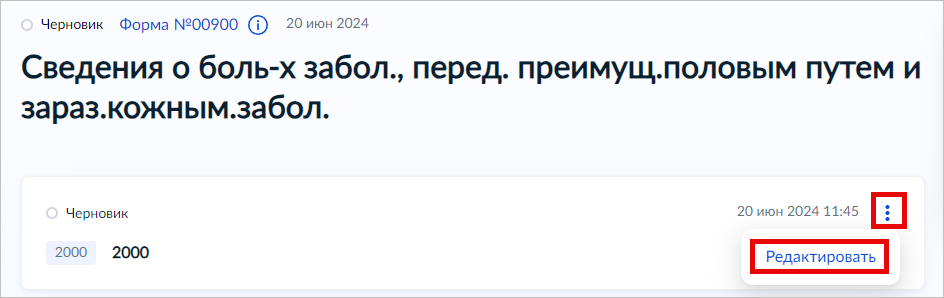 Черновик Форма №00900 20 июн 2024
Сведения о боль-х забол., перед. преимущ.половым путем и
зараз.кожным.забол.
Черновик 20 июн 2024 11:45
2000 2000
Редактировать